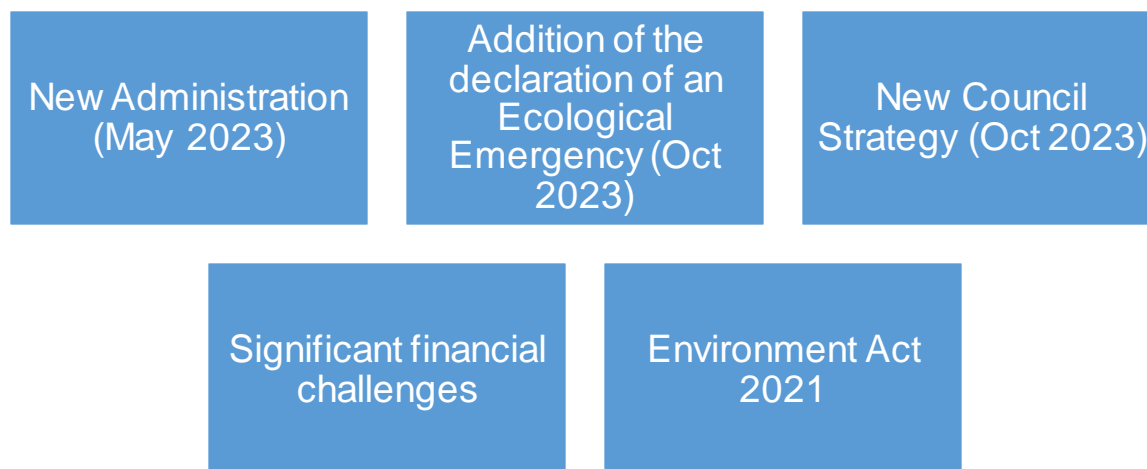 New Administration
(May 2023)
Addition of the
declaration of an
Ecological
Emergency (Oct
2023)
New Council
Strategy (Oct 2023)
Significant financial
challenges
Environment Act
2021